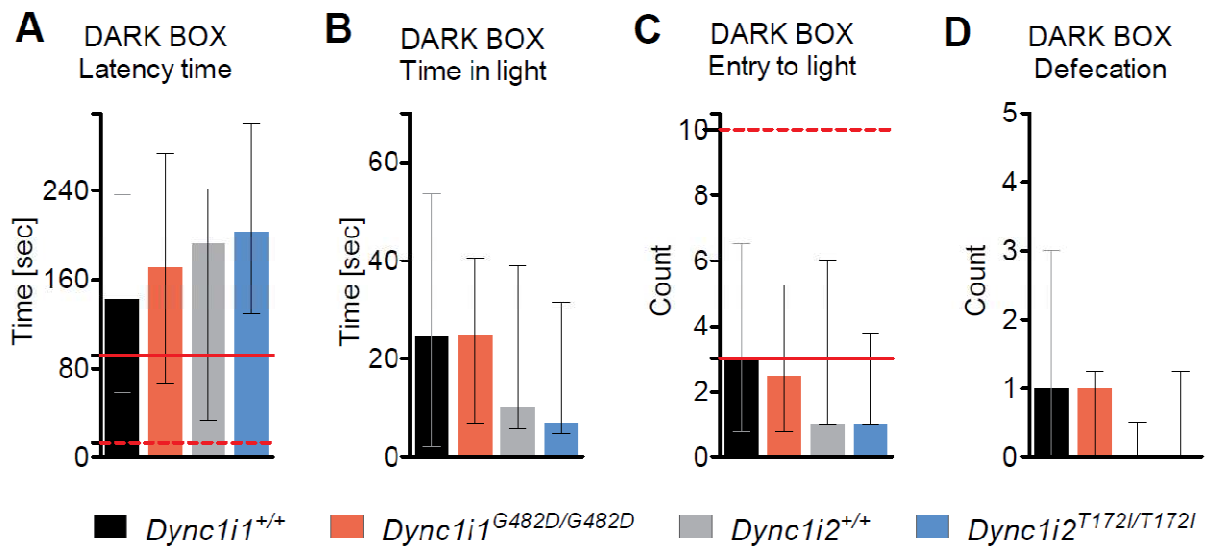 A
DARK BOX
Latency time
Time [sec]
240
160
80
0
B
DARK BOX
Time in light
Time [sec]
60
40
20
0
C
DARK BOX
Entry to light
Count
10
8
6
4
2
0
D
DARK BOX
Defecation
Count
5
4
3
2
1
0
Dync1i1+/+
Dync1i1G482D/G482D
Dync1i2+/+
Dync1i2T172I/T172I